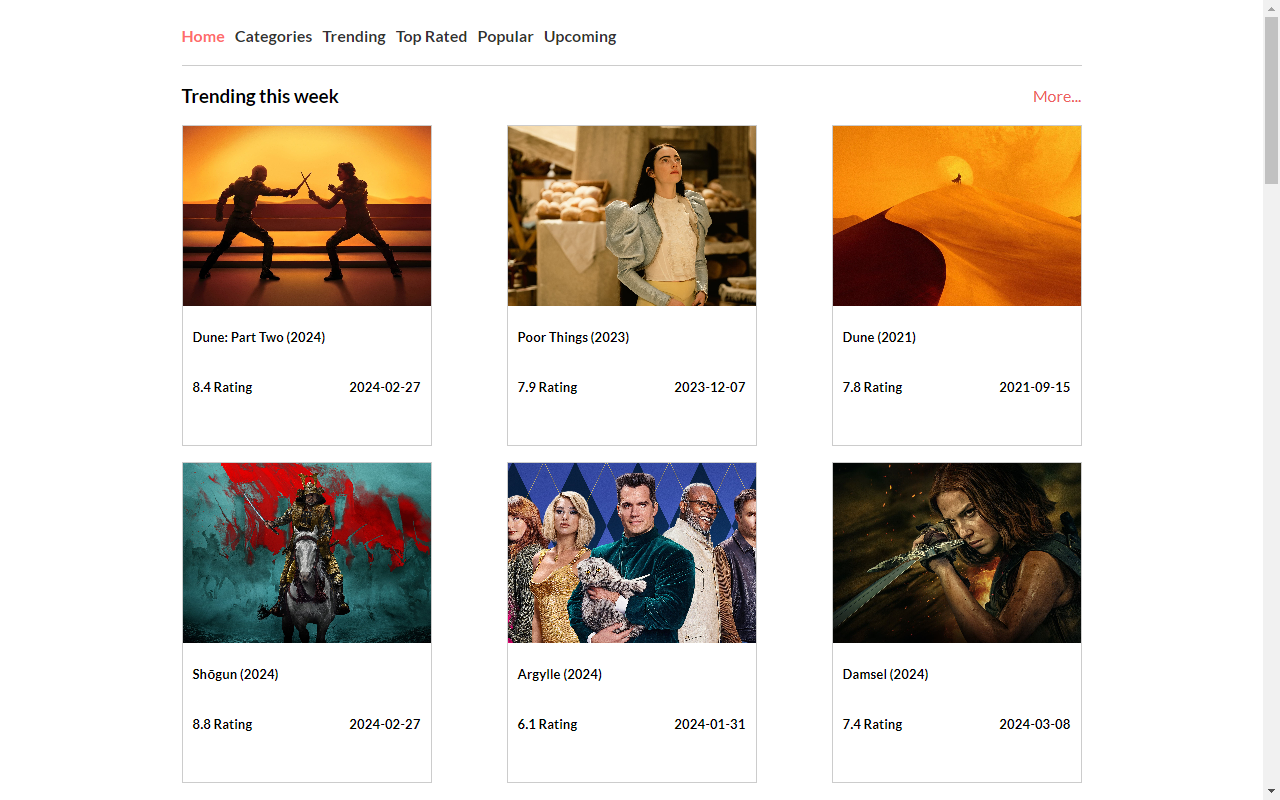 Home Categories Trending Top Rated Popular Upcoming
Trending this week More...
Dune: Part Two (2024) Poor Things (2023) Dune (2021)
8.4 Rating 2024-02-27 7.9 Rating 2023-12-07 7.8 Rating 2021-09-15
Shōgun (2024) Argylle (2024) Damsel (2024)
8.8 Rating 2024-02-27 6.1 Rating 2024-01-31 7.4 Rating 2024-03-08